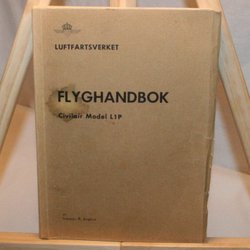 LUFTFARTSVERKET
FLYGHANDBOK
Civilair Model L1P